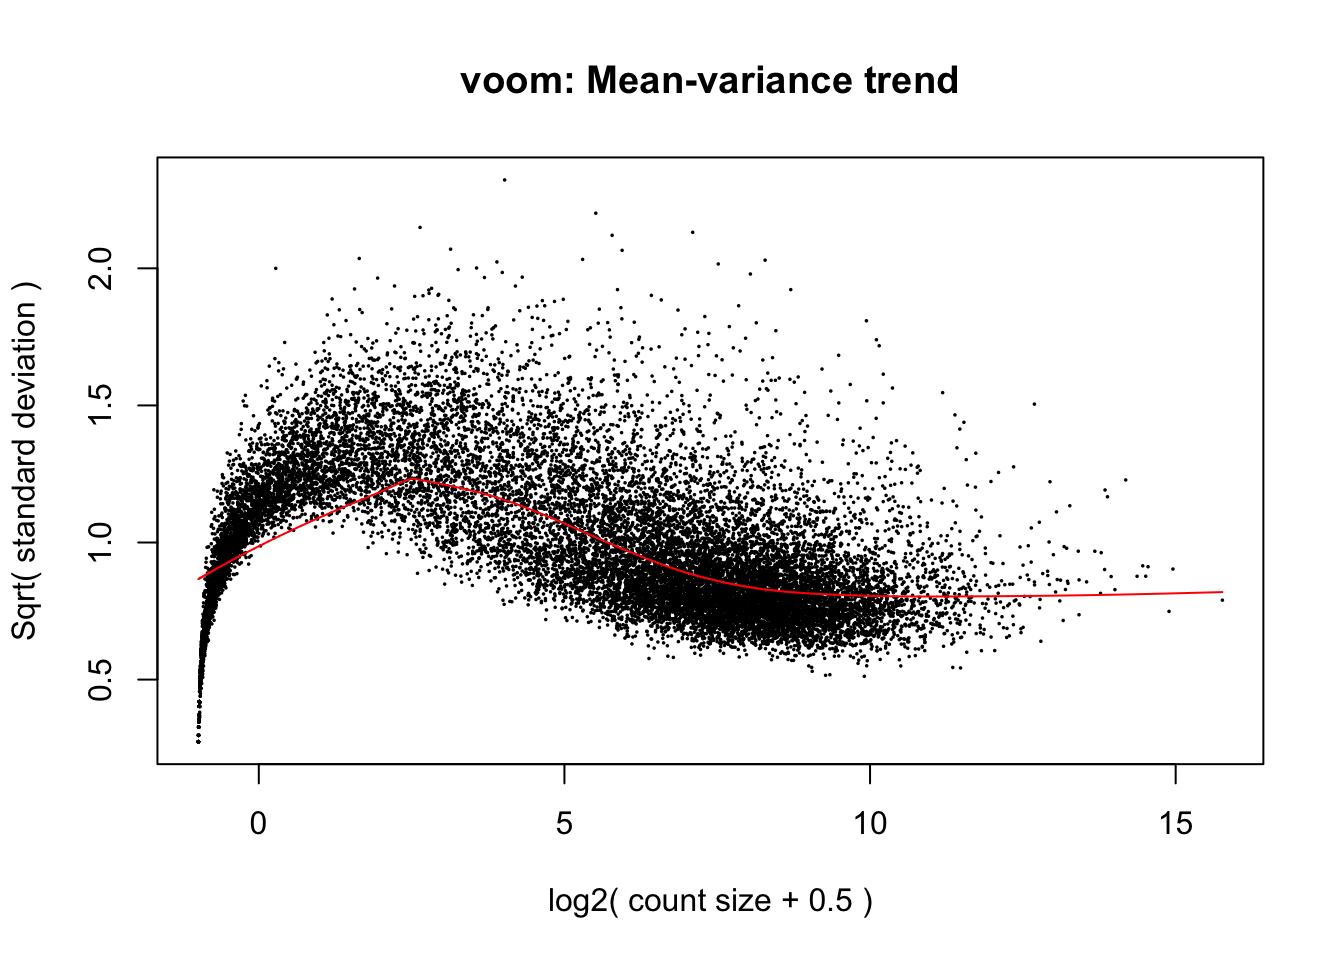 voom: Mean-variance trend
Sqrt( standard deviation )
2.0
1.5
1.0
0.5
0 5 10 15
log2( count size + 0.5 )